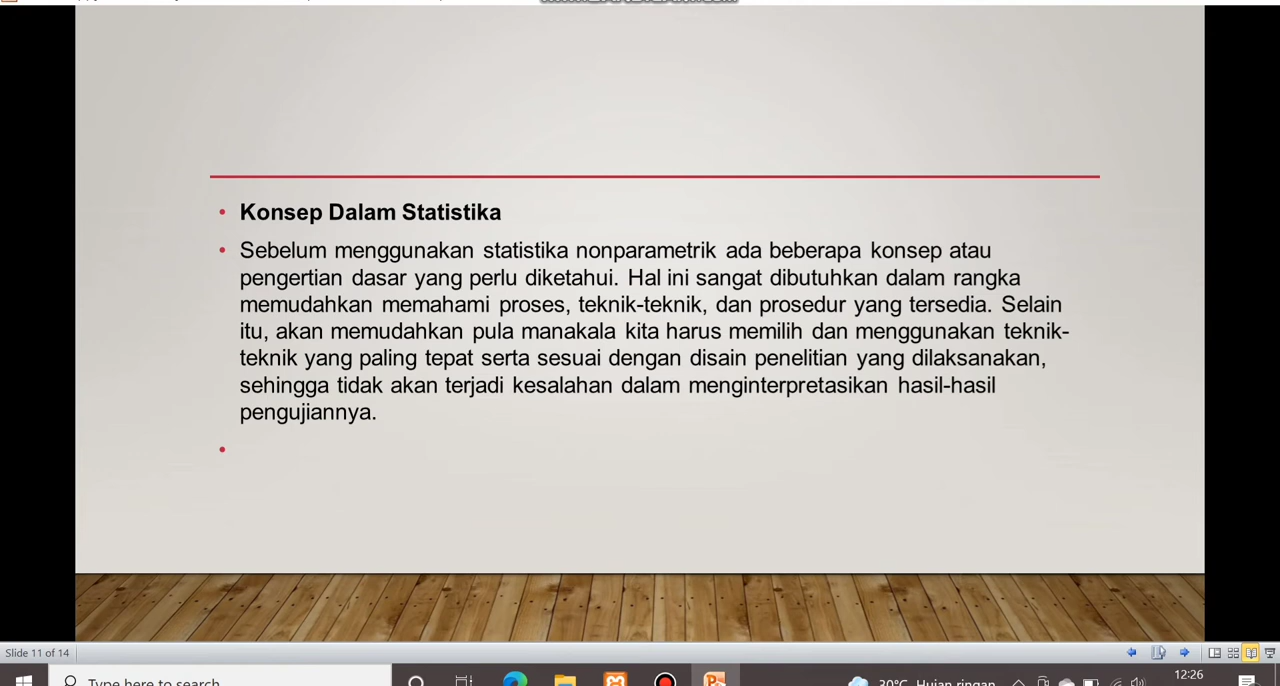 Konsep Dalam Statistika
Sebelum menggunakan statistika nonparametrik ada beberapa konsep atau
pengertian dasar yang perlu diketahui. Hal ini sangat dibutuhkan dalam rangka
memudahkan memahami proses, teknik-teknik, dan prosedur yang tersedia. Selain
itu, akan memudahkan pula manakala kita harus memilih dan menggunakan teknik-
teknik yang paling tepat serta sesuai dengan disain penelitian yang dilaksanakan,
sehingga tidak akan terjadi kesalahan dalam menginterpretasikan hasil-hasil
pengujiannya.
Slide 11 of 14
Type here to search
30°C Hujan ringan
12:26